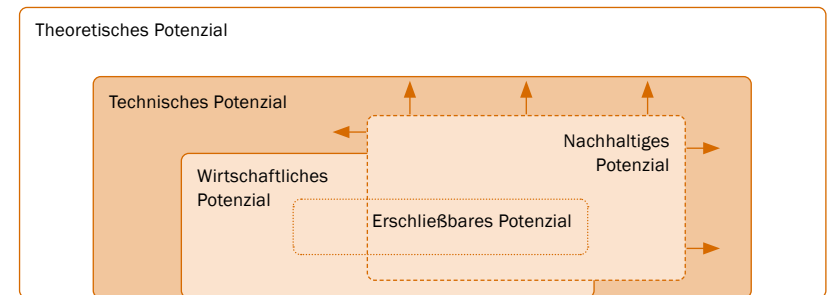 Theoretisches Potenzial
Technisches Potenzial
Nachhaltiges
Potenzial
Wirtschaftliches
Potenzial
Erschließbares Potenzial